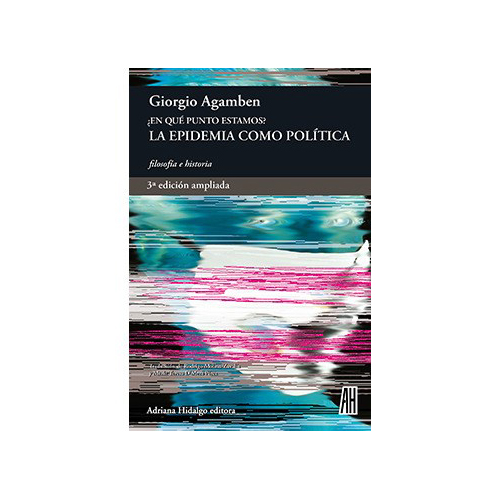 Giorgio Agamben
¿EN QUÉ PUNTO ESTAMOS?
LA EPIDEMIA COMO POLÍTICA
filosofía e historia
3ª edición ampliada
Adriana Hidalgo editora
AH